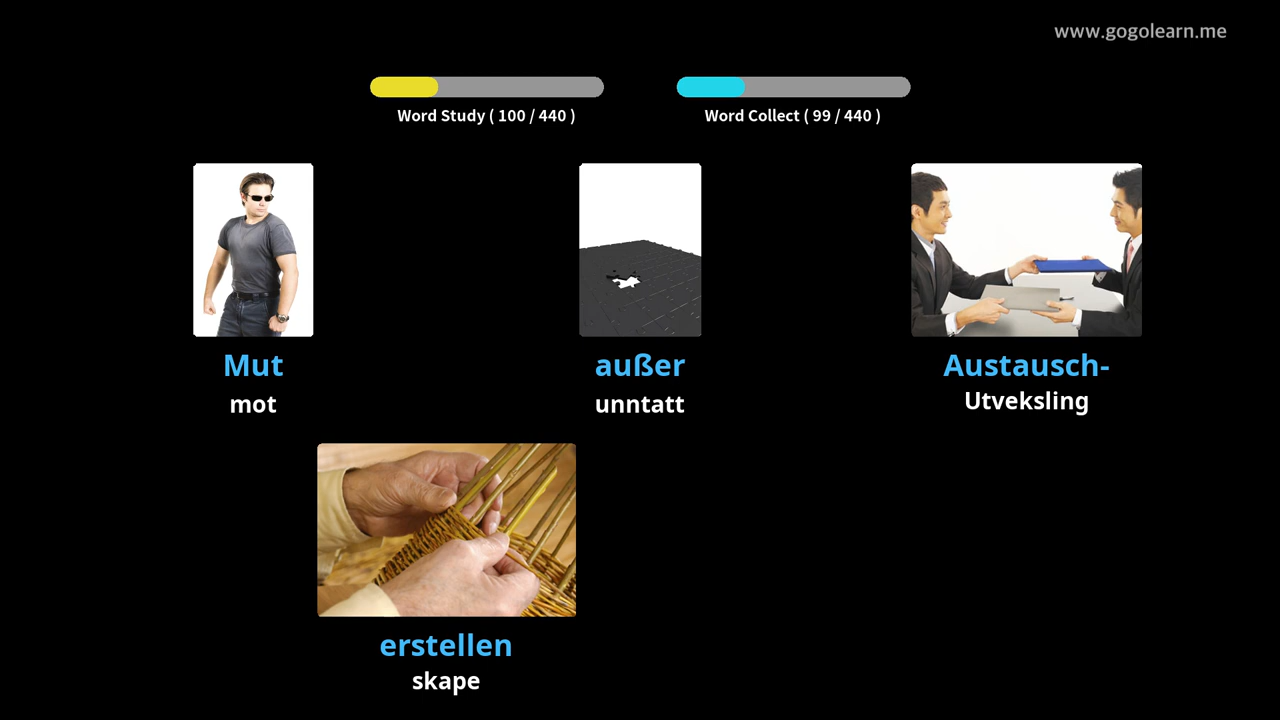 www.gogolearn.me
Word Study ( 100 / 440 )
Word Collect ( 99 / 440 )
Mut
mot
außer
unntatt
Austausch-
Utveksling
erstellen
skape